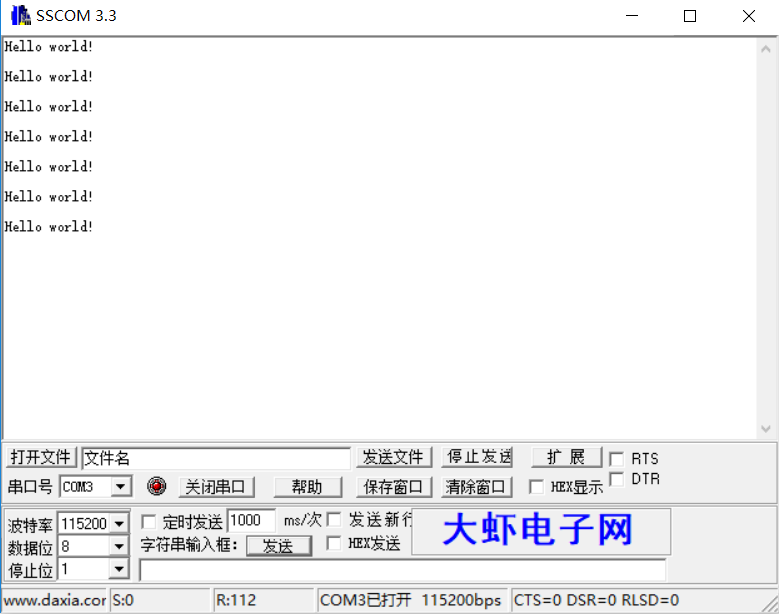 SSCOM 3.3
Hello world!
Hello world!
Hello world!
Hello world!
Hello world!
Hello world!
Hello world!
打开文件 文件名 发送文件 停止发送 扩 展 RTS
串口号 COM3 关闭串口 帮助 保存窗口 清除窗口 HEX显示 DTR
波特率 115200 定时发送 1000 ms/次 发送新行 大虾电子网
数据位 8 字符串输入框: 发送 HEX发送
停止位 1
www.daxia.cor S:0 R:112 COM3已打开 115200bps CTS=0 DSR=0 RLSD=0